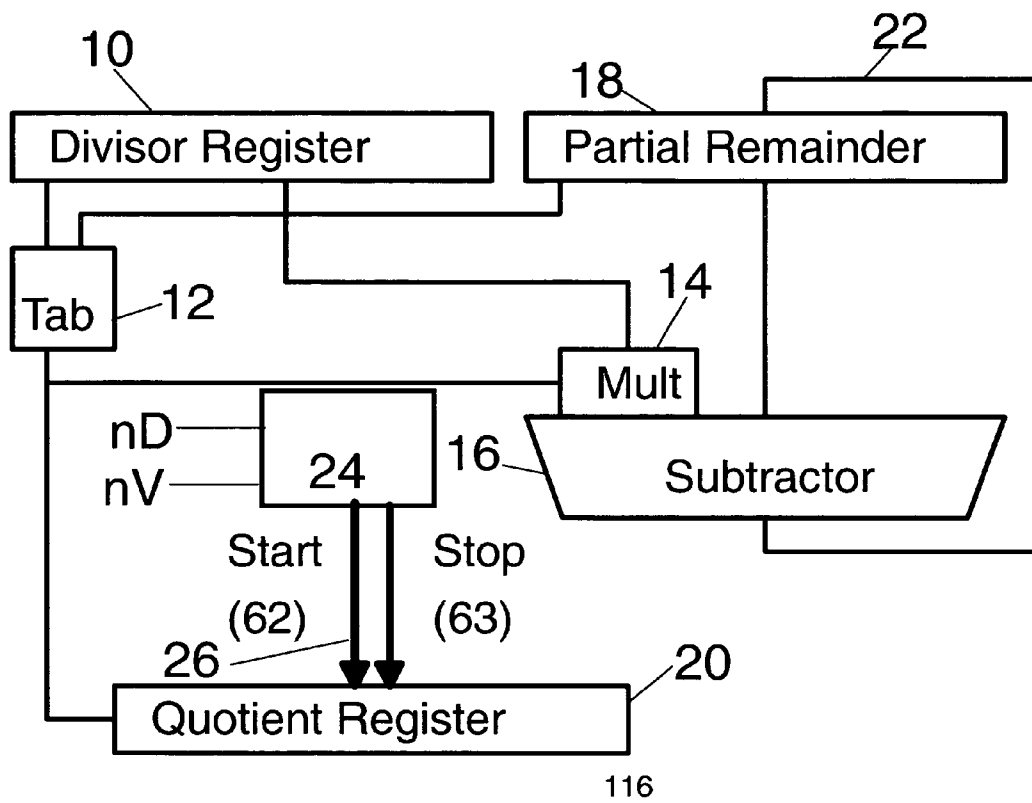 22
10
18
Divisor Register
Partial Remainder
Tab
12
14
Mult
nD
nV
24
16
Subtractor
Start
(62)
Stop
(63)
26
20
Quotient Register
116